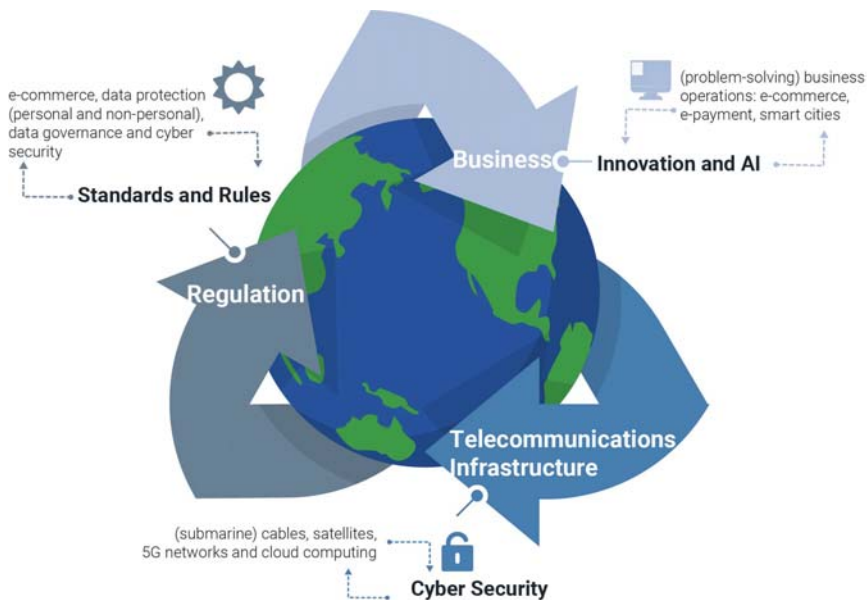 e-commerce, data protection
(personal and non-personal),
data governance and cyber
security
Standards and Rules
Regulation
(problem-solving) business
operations: e-commerce,
e-payment, smart cities
Business
Innovation and AI
Telecommunications
Infrastructure
(submarine) cables, satellites,
5G networks and cloud computing
Cyber Security